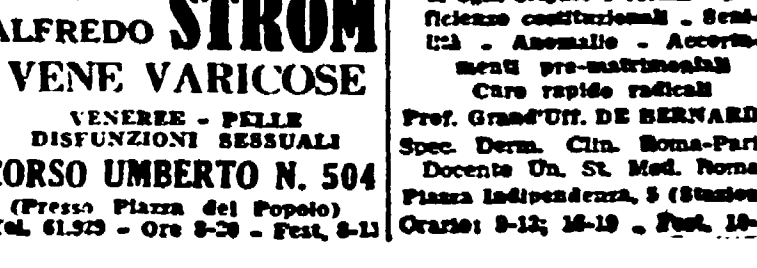 ALFREDO STROM
VENE VARICOSE
VENEREE - PELLE
DISFUNZIONI SESSUALI
CORSO UMBERTO N. 504
(Presso Piazza del Popolo)
Tel. 61.929 - Ore 8-20 - Fest. 8-13
ficienze costituzionali - Seni-
lità - Anomalie - Accerta-
menti pre-matrimoniali
Cure rapide radicali
Prof. Grand'Uff. DE BERNARD
Spec. Derm. Clin. Roma-Pari
Docente Un. St. Med. Roma
Piazza Indipendenza, 5 (Stazion
Orario: 9-12; 16-19 - Fest. 10-